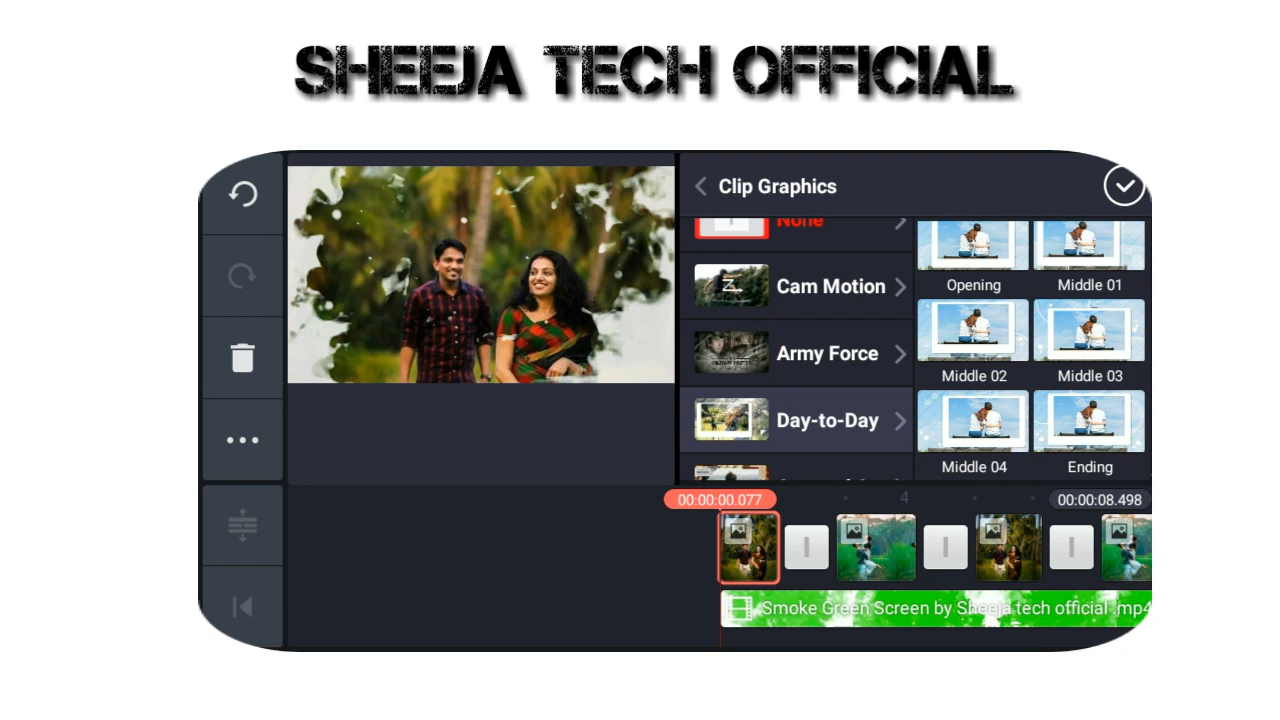 SHEEJA TECH OFFICIAL
Clip Graphics
None
Cam Motion
Army Force
Day-to-Day
Opening
Middle 01
Middle 02
Middle 03
Middle 04
Ending
00:00:00.077
4
00:00:08.498
Smoke Green Screen by Sheeja tech official .mp4